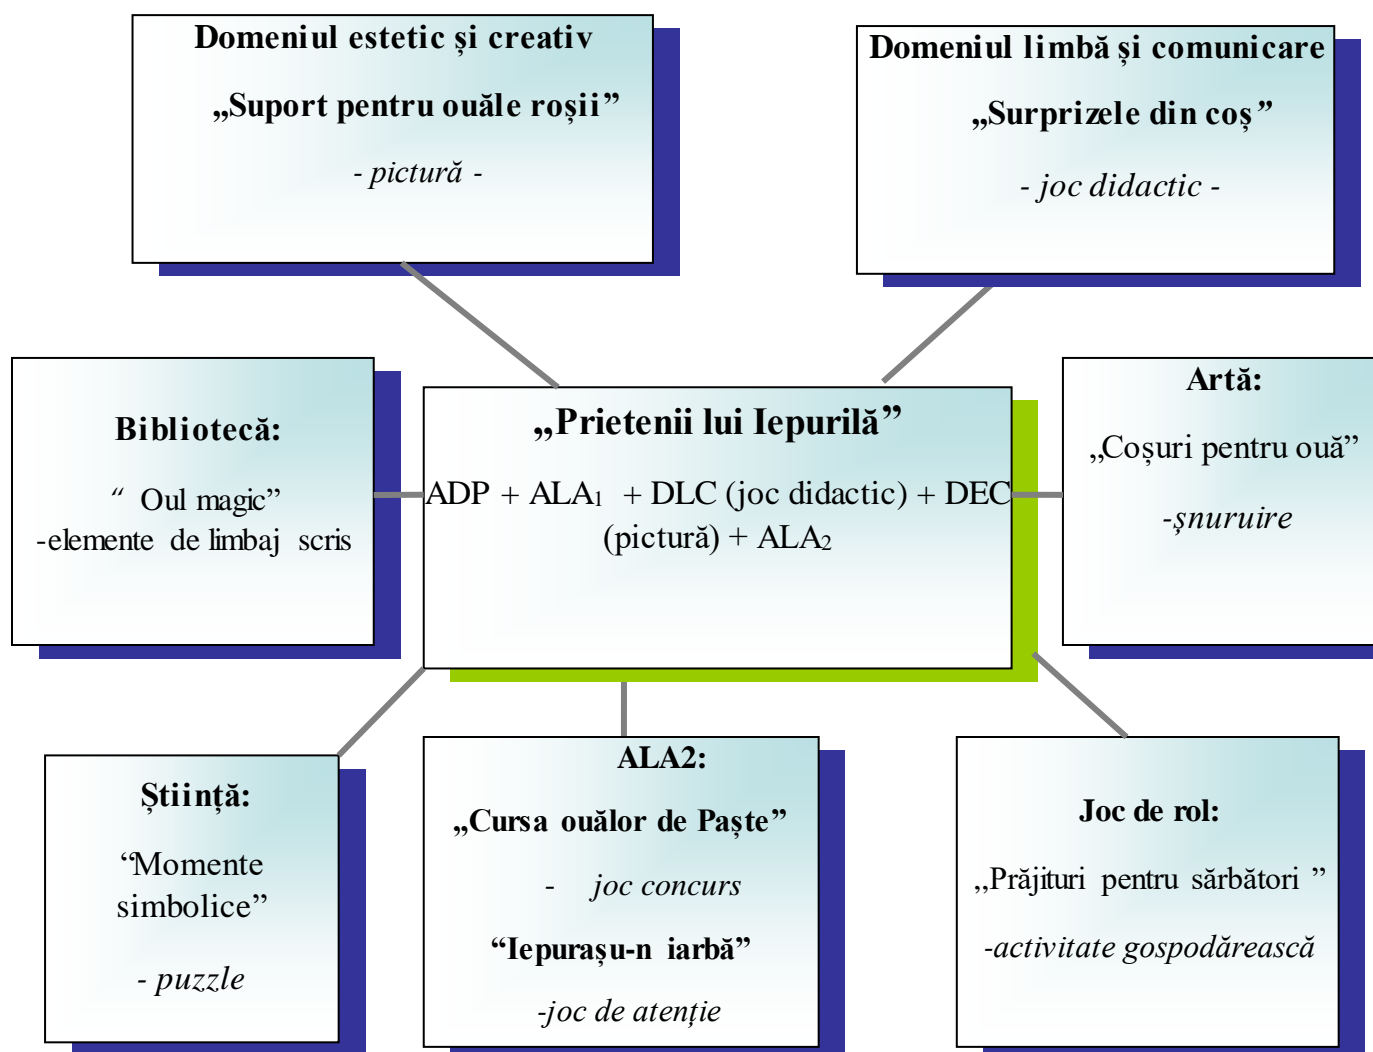 Domeniul estetic și creativ
„Suport pentru ouăle roșii”
- pictură -
Domeniul limbă și comunicare
„Surprizele din coș”
- joc didactic -
Bibliotecă:
“ Oul magic”
-elemente de limbaj scris
„Prietenii lui Iepurilă”
ADP + ALA₁ + DLC (joc didactic) + DEC
(pictură) + ALA₂
Artă:
„Coșuri pentru ouă”
-șnuruire
Știință:
“Momente
simbolice”
- puzzle
ALA2:
„Cursa ouălor de Paște”
- joc concurs
“Iepurașu-n iarbă”
-joc de atenție
Joc de rol:
„Prăjituri pentru sărbători ”
-activitate gospodărească